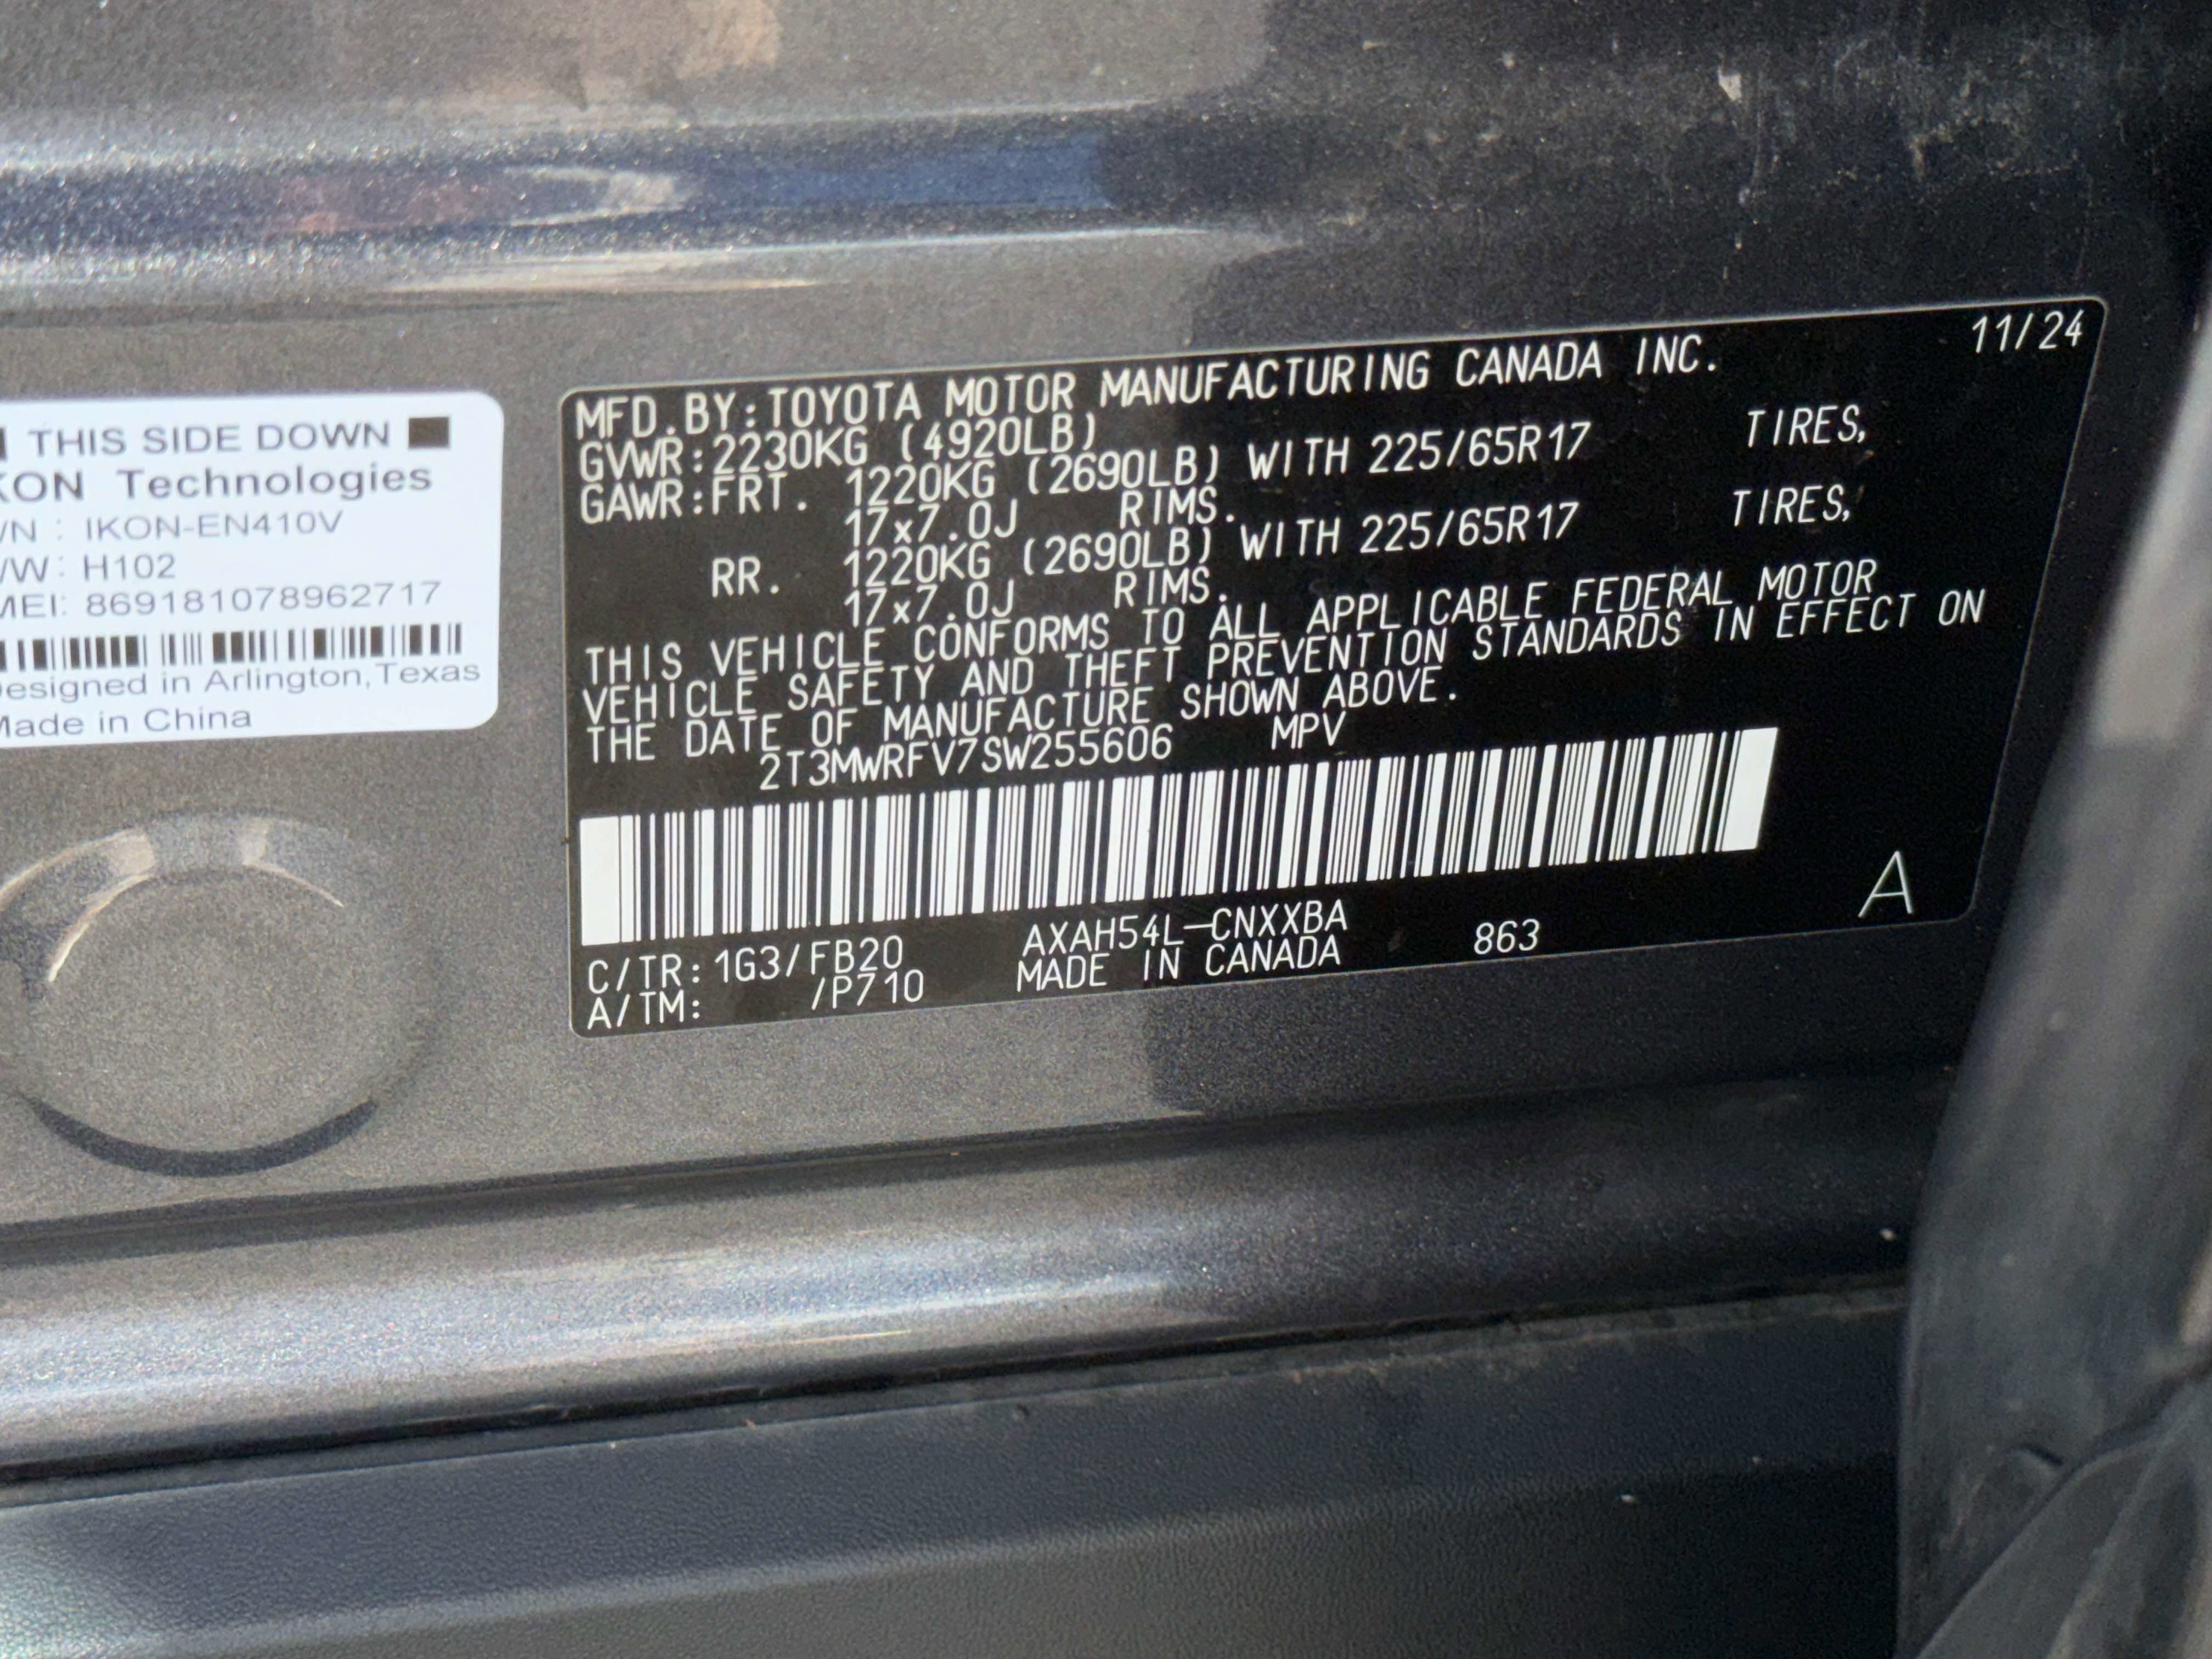 THIS SIDE DOWN
KON Technologies
/N : IKON-EN410V
/W: H102
MEI: 869181078962717
esigned in Arlington,Texas
Made in China
11/24
MFD.BY:TOYOTA MOTOR MANUFACTURING CANADA INC.
GVWR:2230KG (4920LB)
GAWR:FRT. 1220KG (2690LB) WITH 225/65R17 TIRES,
17x7.0J RIMS.
RR. 1220KG (2690LB) WITH 225/65R17 TIRES,
17x7.0J RIMS.
THIS VEHICLE CONFORMS TO ALL APPLICABLE FEDERAL MOTOR
VEHICLE SAFETY AND THEFT PREVENTION STANDARDS IN EFFECT ON
THE DATE OF MANUFACTURE SHOWN ABOVE.
2T3MWRFV7SW255606 MPV
C/TR:1G3/FB20 AXAH54L-CNXXBA 863 A
A/TM: /P710 MADE IN CANADA